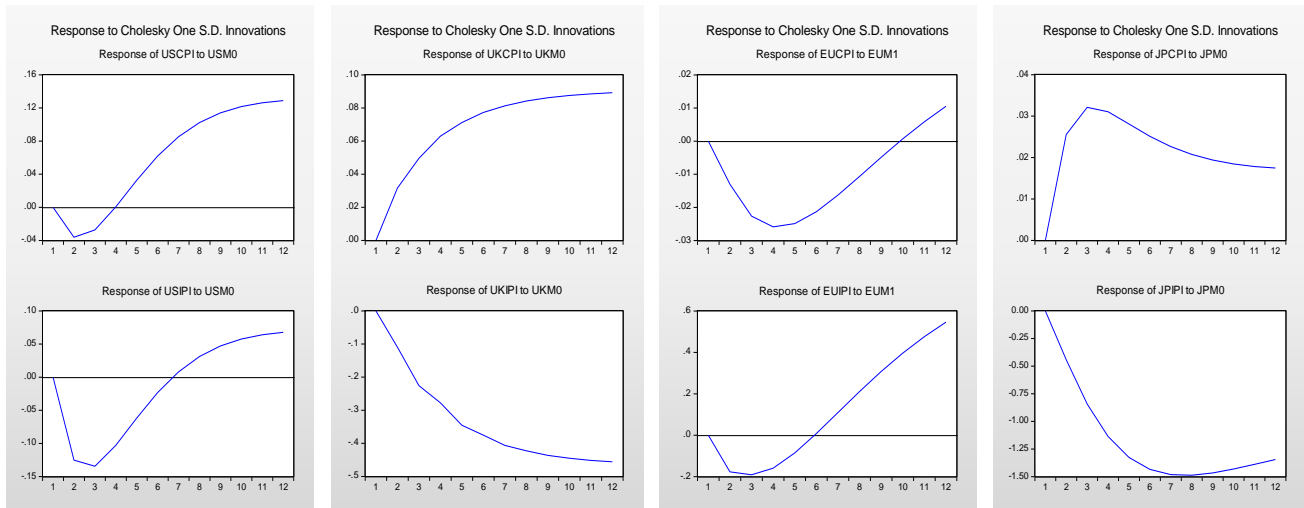 Response to Cholesky One S.D. Innovations
Response of USCPI to USM0
.16
.12
.08
.04
.00
-.04
1 2 3 4 5 6 7 8 9 10 11 12
Response of USIPI to USM0
.10
.05
.00
-.05
-.10
-.15
1 2 3 4 5 6 7 8 9 10 11 12
Response to Cholesky One S.D. Innovations
Response of UKCPI to UKM0
.10
.08
.06
.04
.02
.00
1 2 3 4 5 6 7 8 9 10 11 12
Response of UKIPI to UKM0
.0
-.1
-.2
-.3
-.4
-.5
1 2 3 4 5 6 7 8 9 10 11 12
Response to Cholesky One S.D. Innovations
Response of EUCPI to EUM1
.02
.01
.00
-.01
-.02
-.03
1 2 3 4 5 6 7 8 9 10 11 12
Response of EUIPI to EUM1
.6
.4
.2
.0
-.2
1 2 3 4 5 6 7 8 9 10 11 12
Response to Cholesky One S.D. Innovations
Response of JPCPI to JPM0
.04
.03
.02
.01
.00
1 2 3 4 5 6 7 8 9 10 11 12
Response of JPIPI to JPM0
0.00
-0.25
-0.50
-0.75
-1.00
-1.25
-1.50
1 2 3 4 5 6 7 8 9 10 11 12